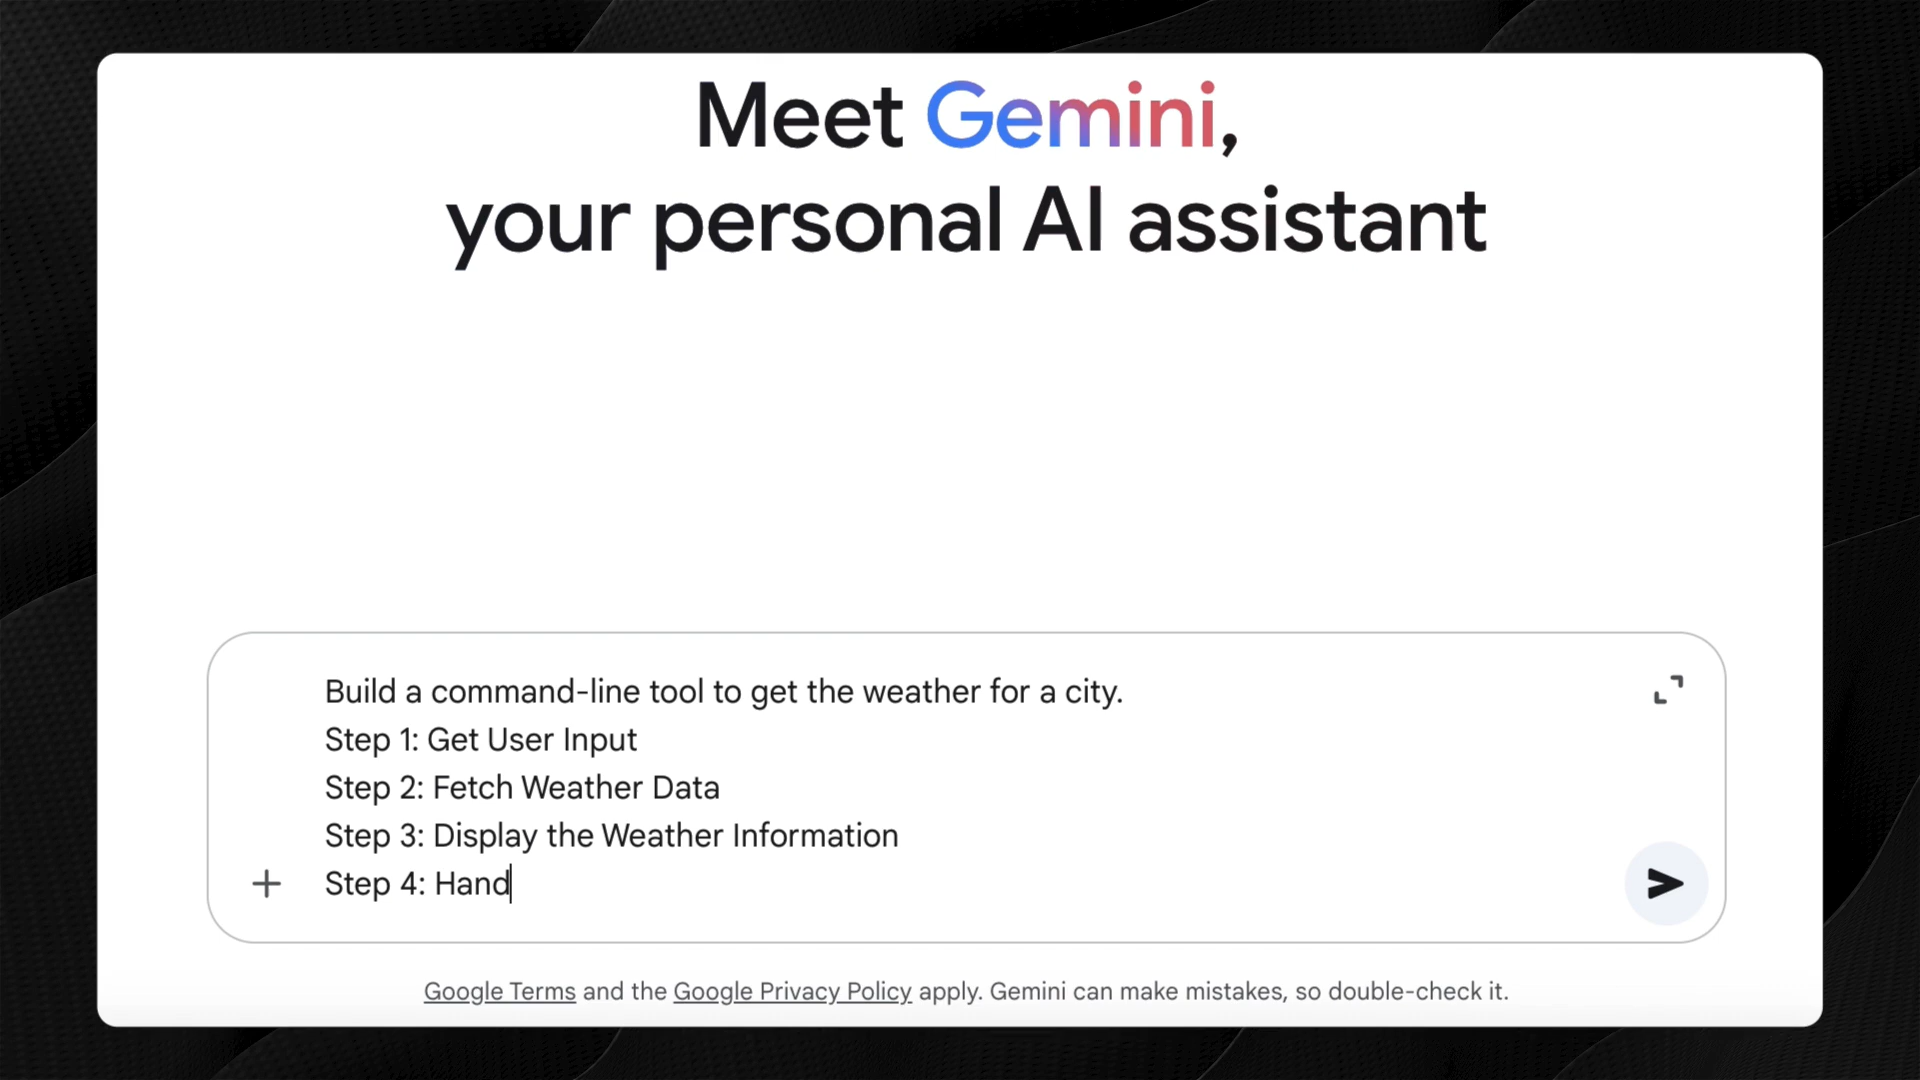 Meet Gemini,
your personal AI assistant
Build a command-line tool to get the weather for a city.
Step 1: Get User Input
Step 2: Fetch Weather Data
Step 3: Display the Weather Information
Step 4: Hand
Google Terms and the Google Privacy Policy apply. Gemini can make mistakes, so double-check it.